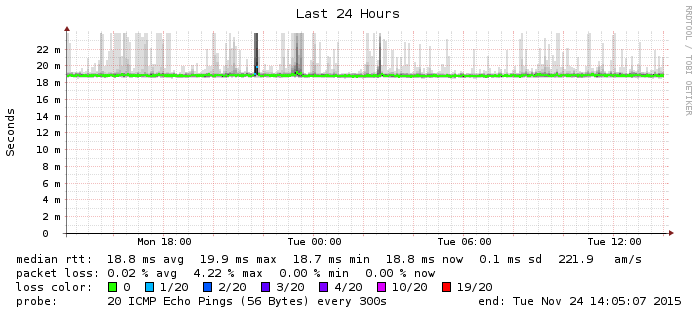 Last 24 Hours
RRDTOOL / TOBI OETIKER
Seconds
22 m
20 m
18 m
16 m
14 m
12 m
10 m
8 m
6 m
4 m
2 m
0
Mon 18:00 Tue 00:00 Tue 06:00 Tue 12:00
median rtt: 18.8 ms avg 19.9 ms max 18.7 ms min 18.8 ms now 0.1 ms sd 221.9 am/s
packet loss: 0.02 % avg 4.22 % max 0.00 % min 0.00 % now
loss color: 0 1/20 2/20 3/20 4/20 10/20 19/20
probe: 20 ICMP Echo Pings (56 Bytes) every 300s end: Tue Nov 24 14:05:07 2015